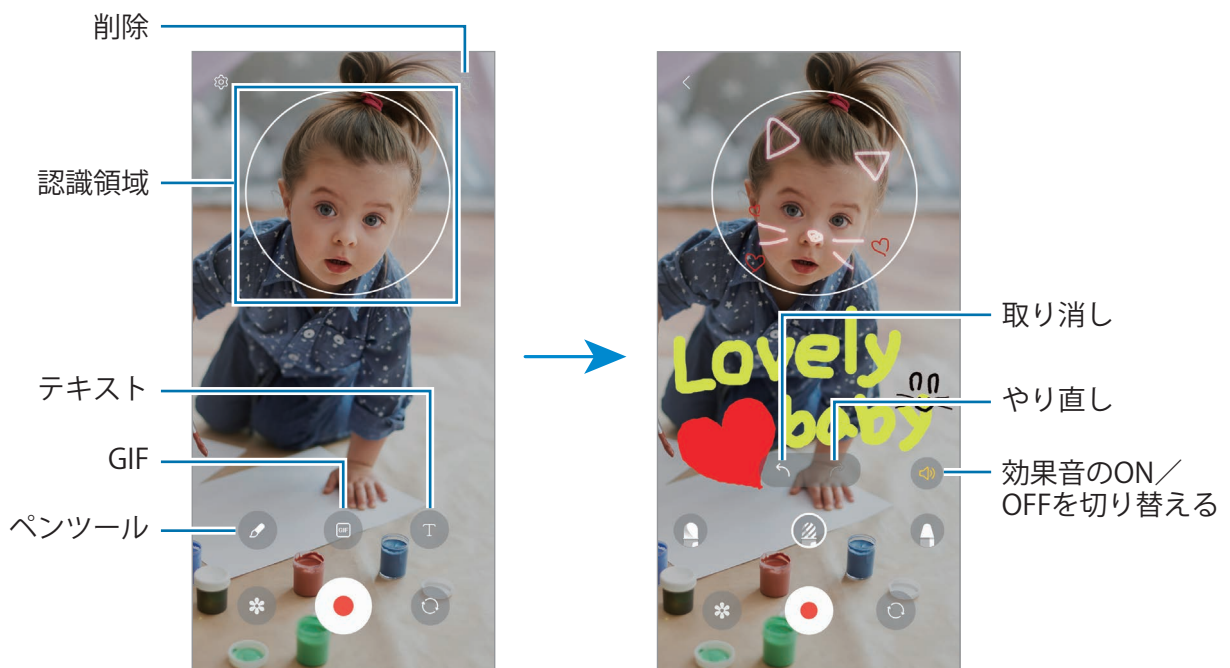 削除
認識領域
テキスト
GIF
ペンツール
GIF
T
Lovely
baby
取り消し
やり直し
効果音のON／
OFFを切り替える